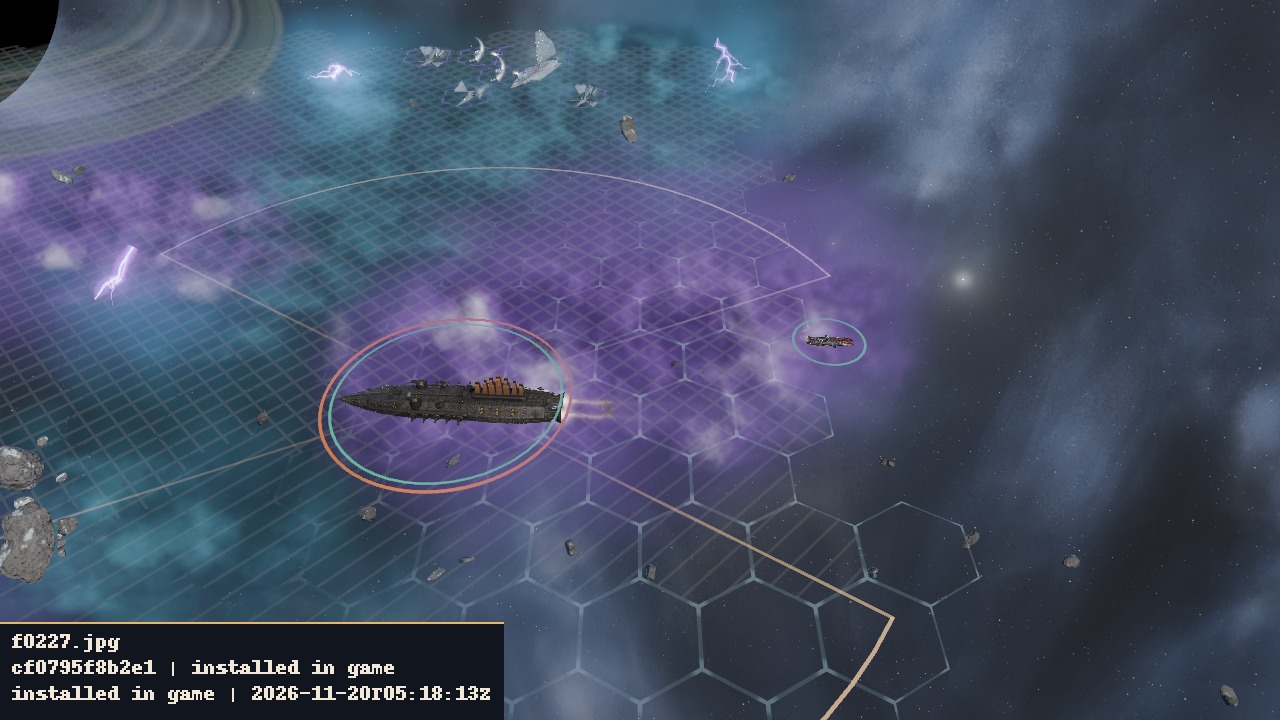 f0227.jpg
cf0795f8b2e1 | installed in game
installed in game | 2026-11-20T05:18:13Z